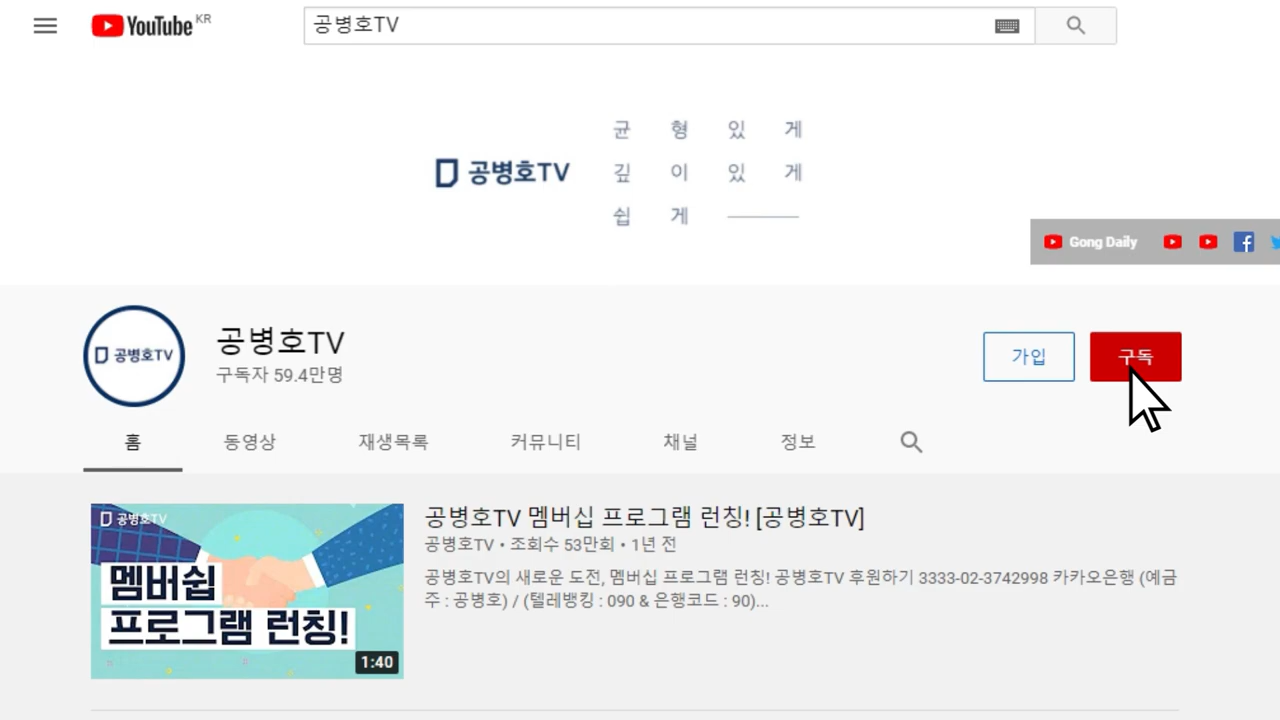 YouTube KR
공병호TV
공병호TV
균형있게
깊이있게
쉽게
Gong Daily
공병호TV
공병호TV
구독자 59.4만명
가입
구독
홈
동영상
재생목록
커뮤니티
채널
정보
공병호TV
멤버쉽
프로그램 런칭!
1:40
공병호TV 멤버십 프로그램 런칭! [공병호TV]
공병호TV • 조회수 53만회 • 1년 전
공병호TV의 새로운 도전, 멤버십 프로그램 런칭! 공병호TV 후원하기 3333-02-3742998 카카오은행 (예금
주 : 공병호) / (텔레뱅킹 : 090 & 은행코드 : 90)...